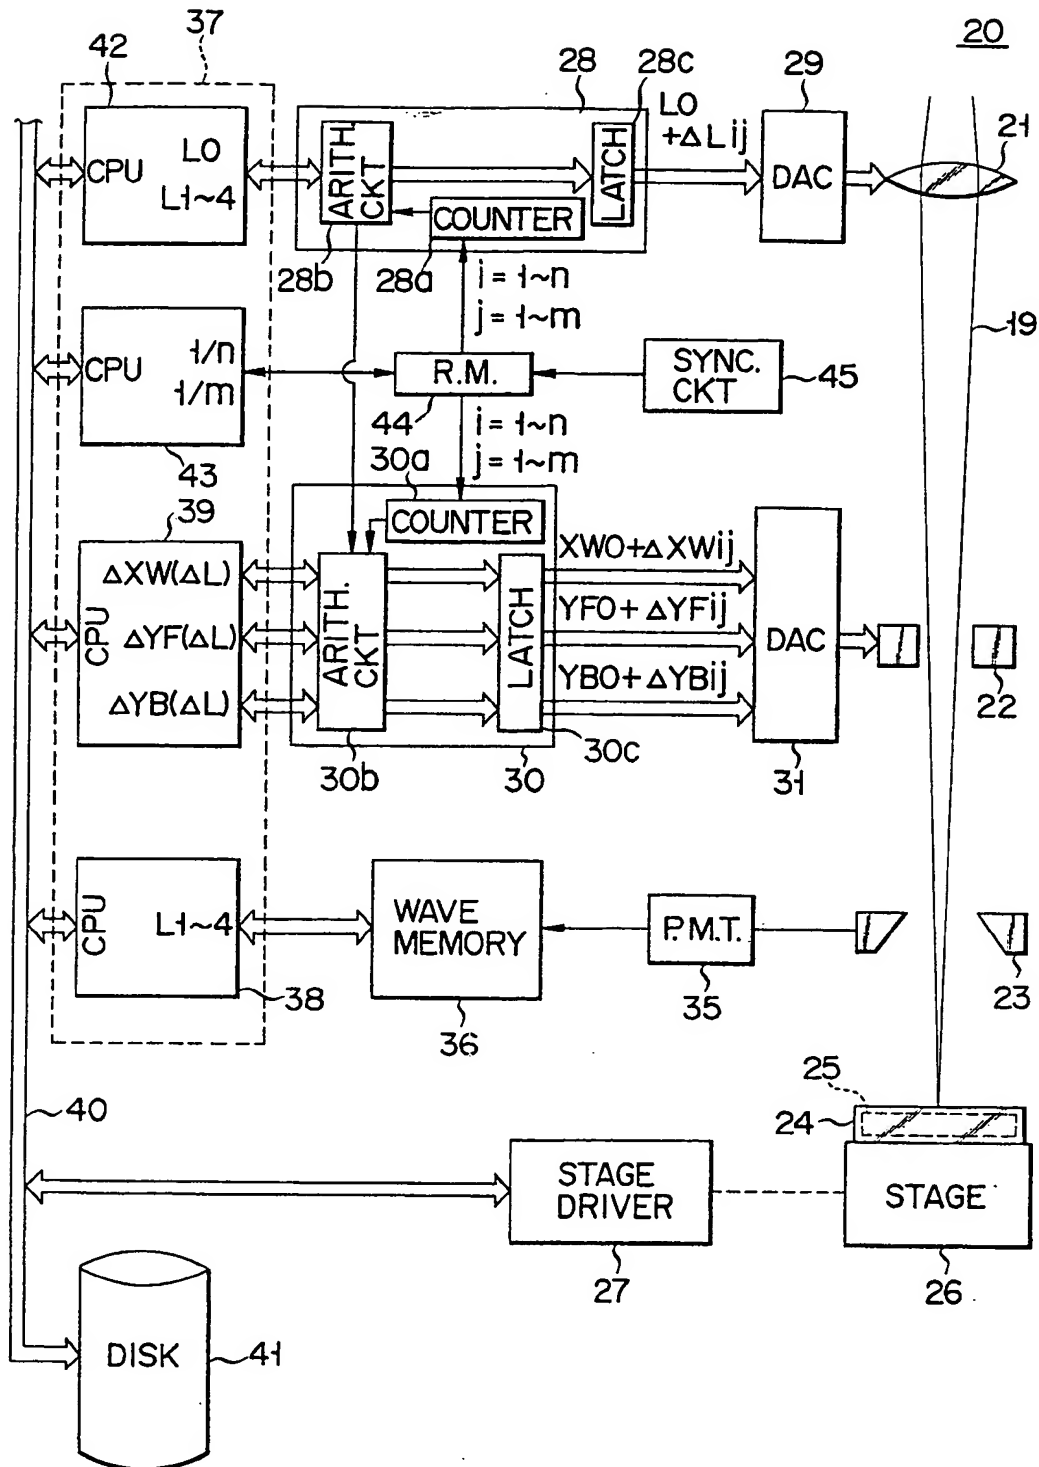 20
37
42
28
28c
29
L0
+ΔLij
21
CPU
L0
L1~4
ARITH
CKT
LATCH
COUNTER
DAC
28b
28a
i = 1~n
j = 1~m
19
CPU
1/n
1/m
R.M.
SYNC.
CKT
45
44
43
i = 1~n
j = 1~m
30a
39
COUNTER
CPU
ΔXW(ΔL)
ΔYF(ΔL)
ΔYB(ΔL)
ARITH.
CKT
LATCH
XW0+ΔXWij
YF0+ΔYFij
YB0+ΔYBij
DAC
22
30b
30
30c
31
CPU
L1~4
WAVE
MEMORY
P.M.T.
38
36
35
23
25
24
40
STAGE
DRIVER
STAGE
27
26
DISK
41